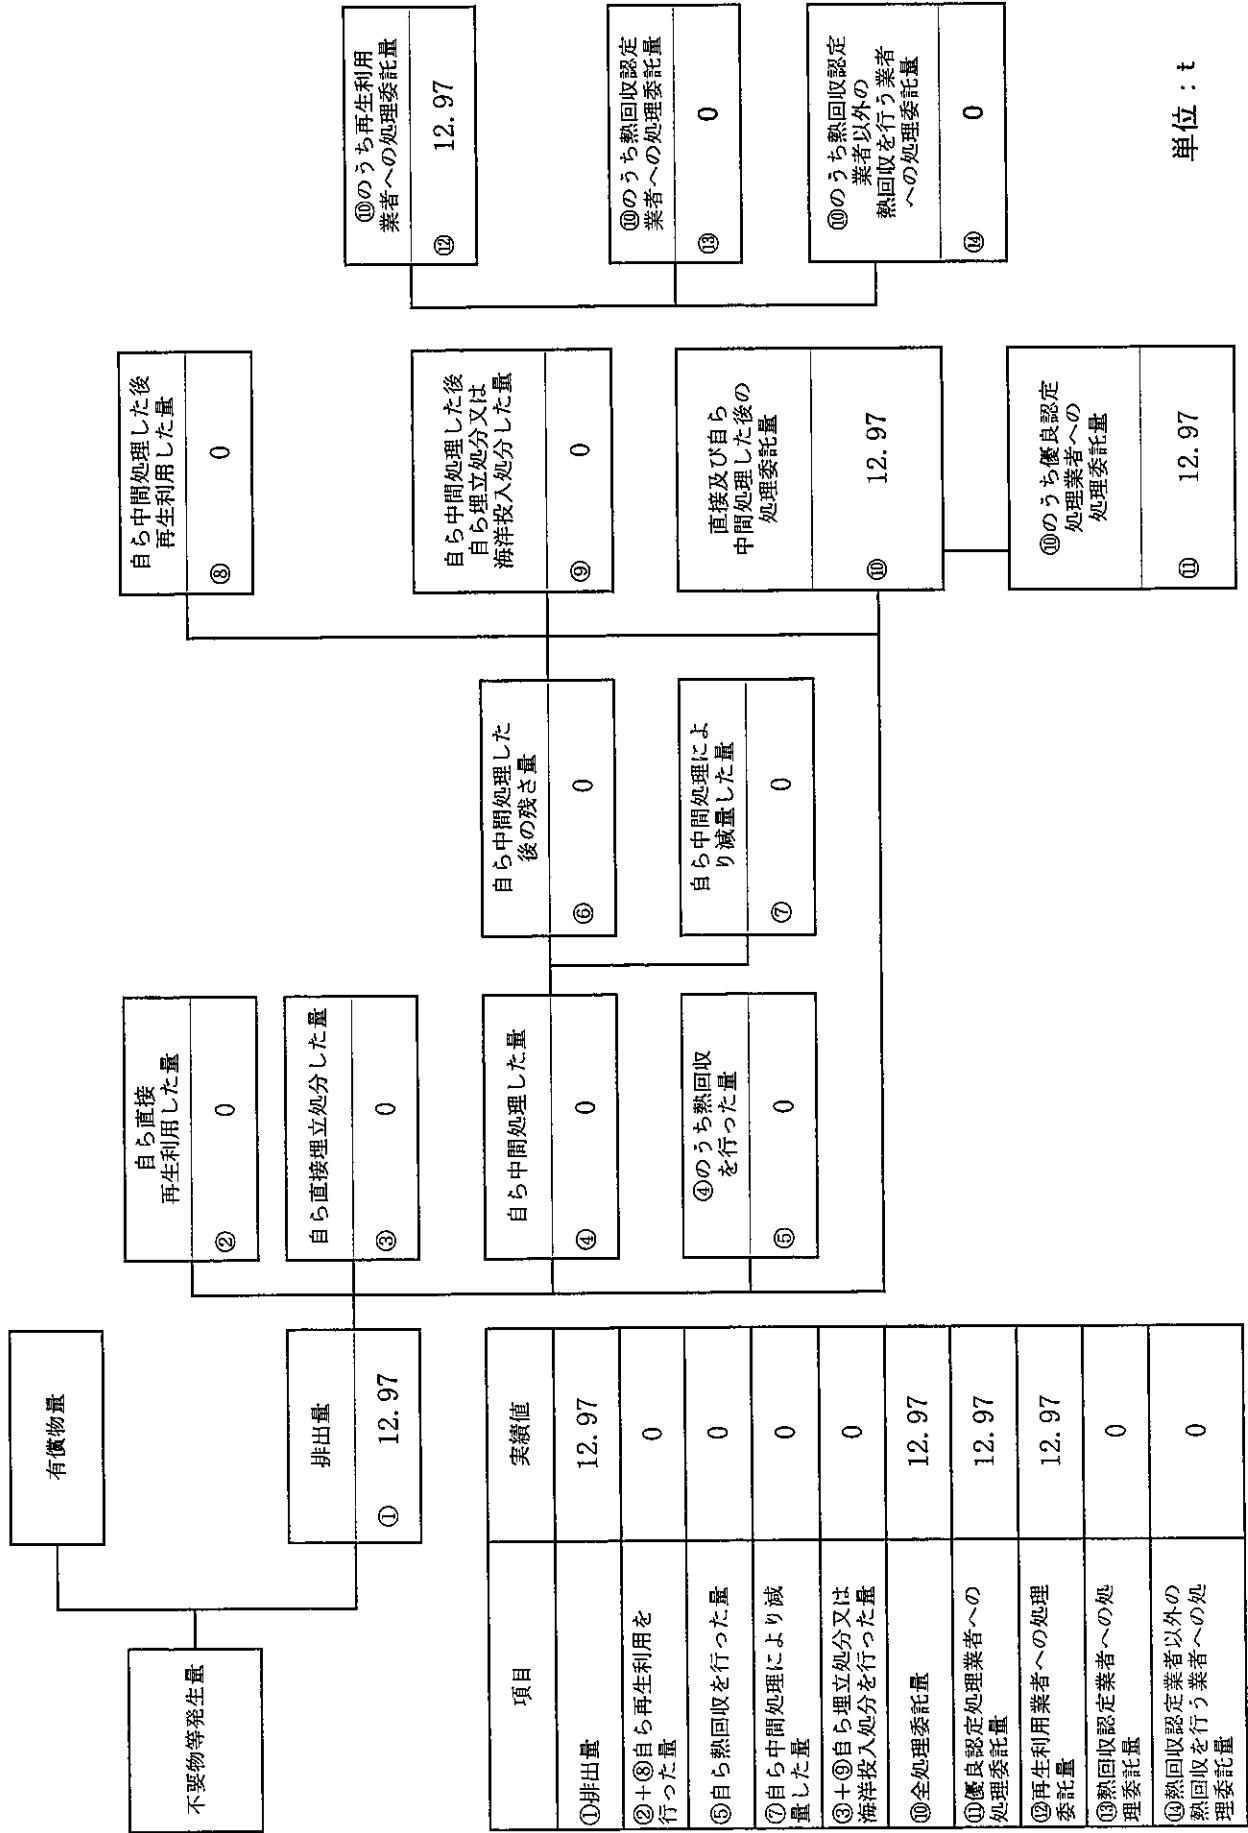 不要物等発生量
有償物量
排出量
① 12.97
自ら直接
再生利用した量
② 0
自ら直接埋立処分した量
③ 0
自ら中間処理した量
④ 0
④のうち熱回収
を行った量
⑤ 0
自ら中間処理した
後の残さ量
⑥ 0
自ら中間処理によ
り減量した量
⑦ 0
自ら中間処理した後
再生利用した量
⑧ 0
自ら中間処理した後
自ら埋立処分又は
海洋投入処分した量
⑨ 0
直接及び自ら
中間処理した後の
処理委託量
⑩ 12.97
⑩のうち優良認定
処理業者への
処理委託量
⑪ 12.97
⑩のうち再生利用
業者への処理委託量
⑫ 12.97
⑩のうち熱回収認定
業者への処理委託量
⑬ 0
⑩のうち熱回収認定
業者以外の
熱回収を行う業者
への処理委託量
⑭ 0
項目 実績値
①排出量 12.97
②+⑧自ら再生利用を
行った量 0
⑤自ら熱回収を行った量 0
⑦自ら中間処理により減
量した量 0
③+⑨自ら埋立処分又は
海洋投入処分を行った量 0
⑩全処理委託量 12.97
⑪優良認定処理業者への
処理委託量 12.97
⑫再生利用業者への処理
委託量 12.97
⑬熱回収認定業者への処
理委託量 0
⑭熱回収認定業者以外の
熱回収を行う業者への処
理委託量 0
単位：t